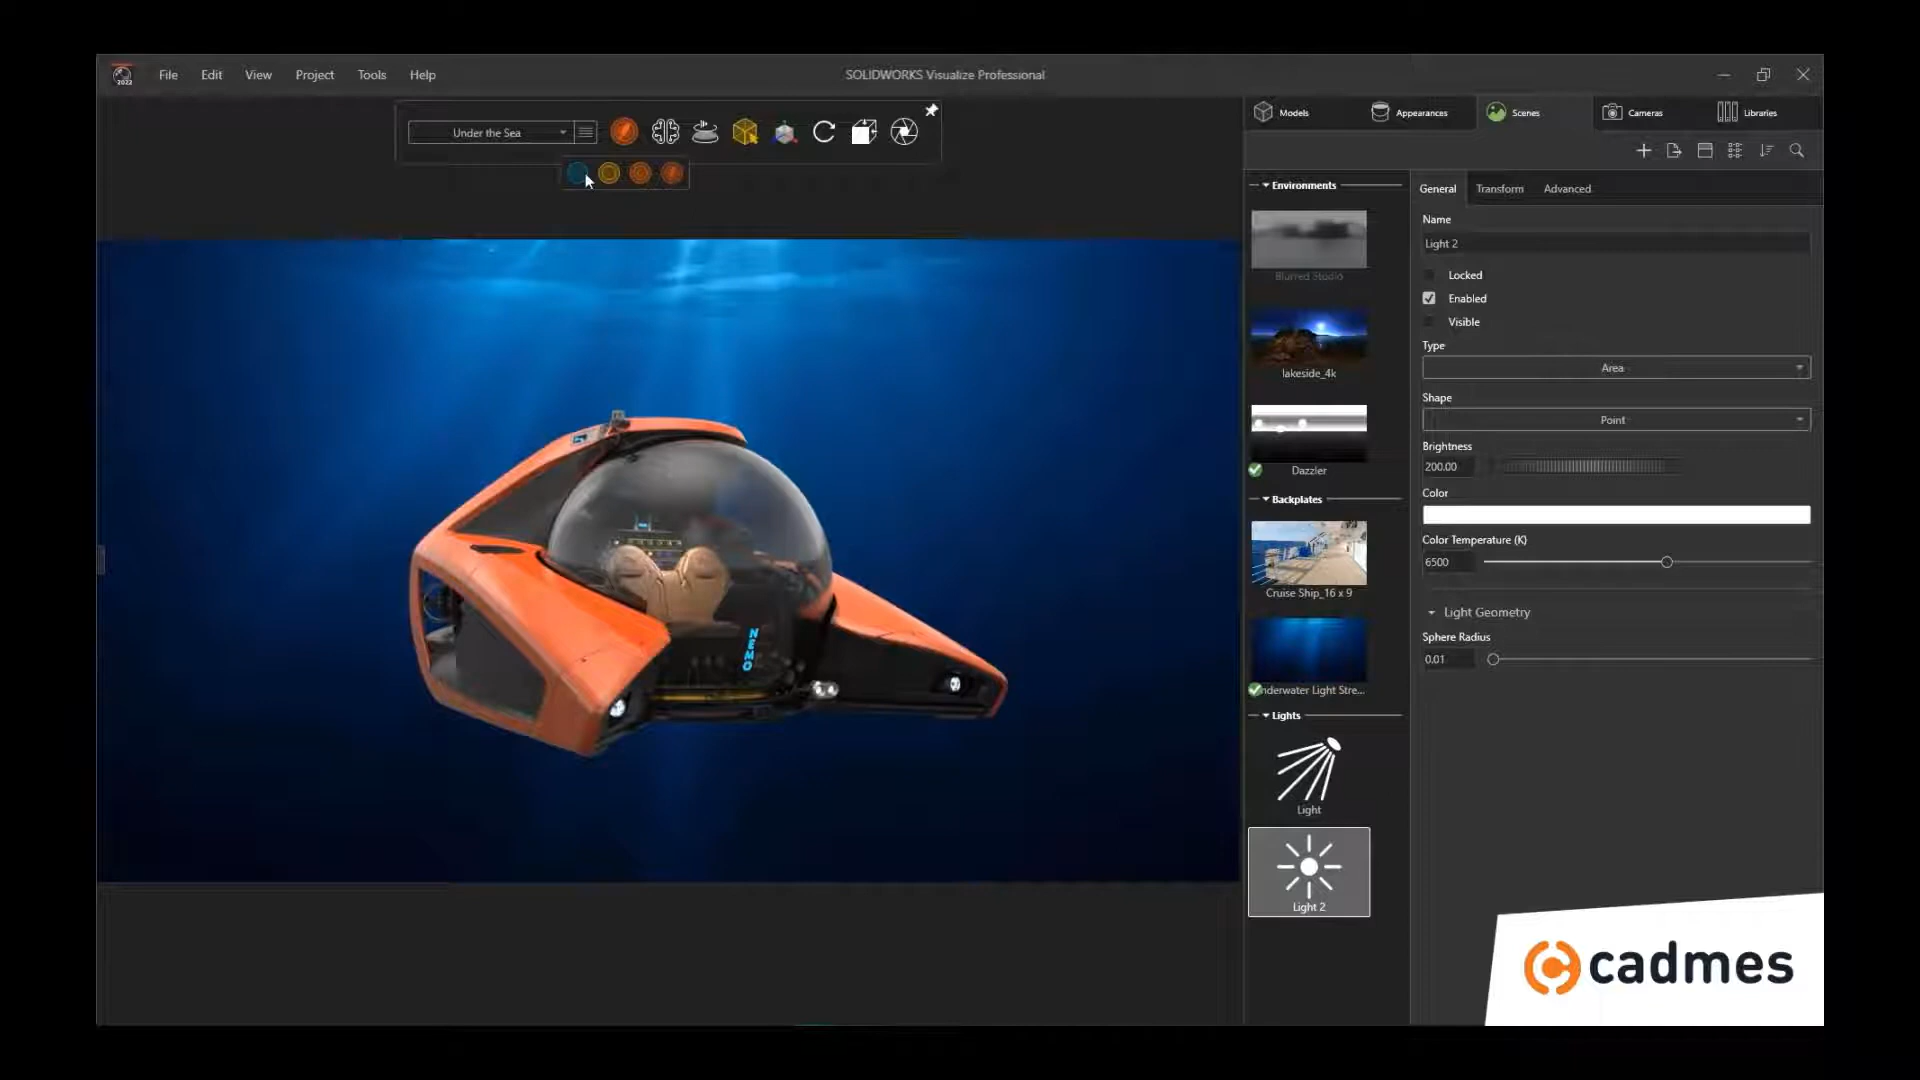 2022
File Edit View Project Tools Help
SOLIDWORKS Visualize Professional
Under the Sea
Models Appearances Scenes Cameras Libraries
Environments
Blurred Studio
lakeside_4k
Dazzler
Backplates
Cruise Ship_16 x 9
nderwater Light Stre...
Lights
Light
Light 2
General Transform Advanced
Name
Light 2
Locked
Enabled
Visible
Type
Area
Shape
Point
Brightness
200.00
Color
Color Temperature (K)
6500
Light Geometry
Sphere Radius
0.01
NEMO
cadmes